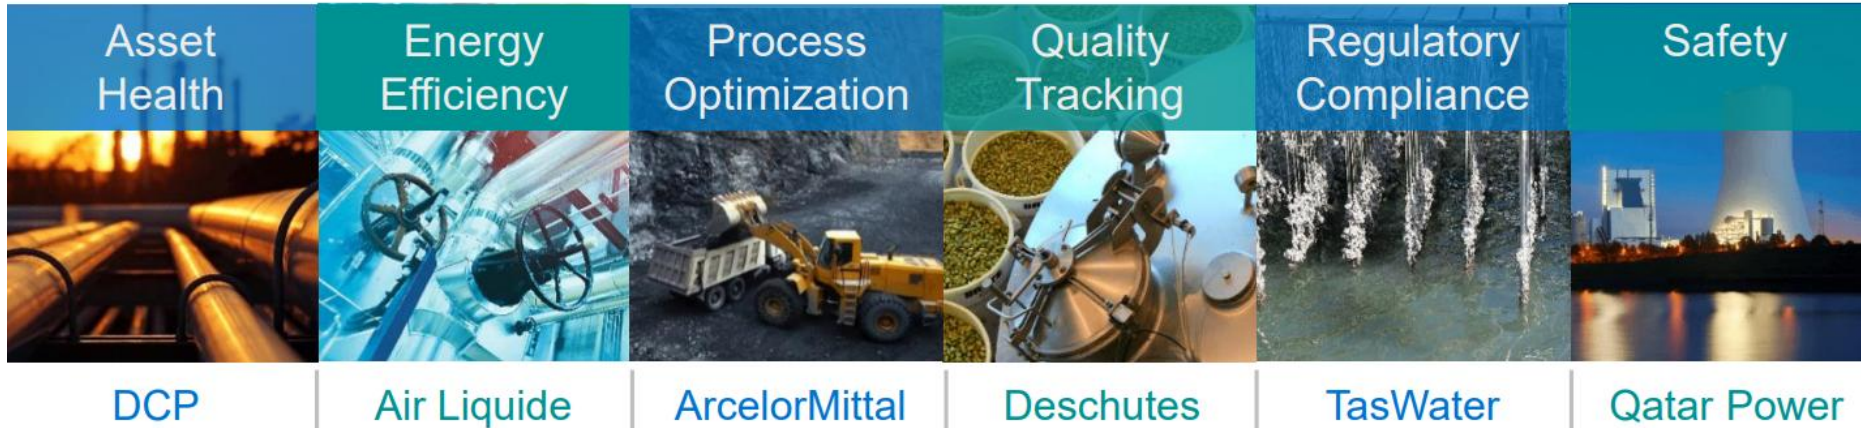 Asset
Health
Energy
Efficiency
Process
Optimization
Quality
Tracking
Regulatory
Compliance
Safety
DCP
Air Liquide
ArcelorMittal
Deschutes
TasWater
Qatar Power